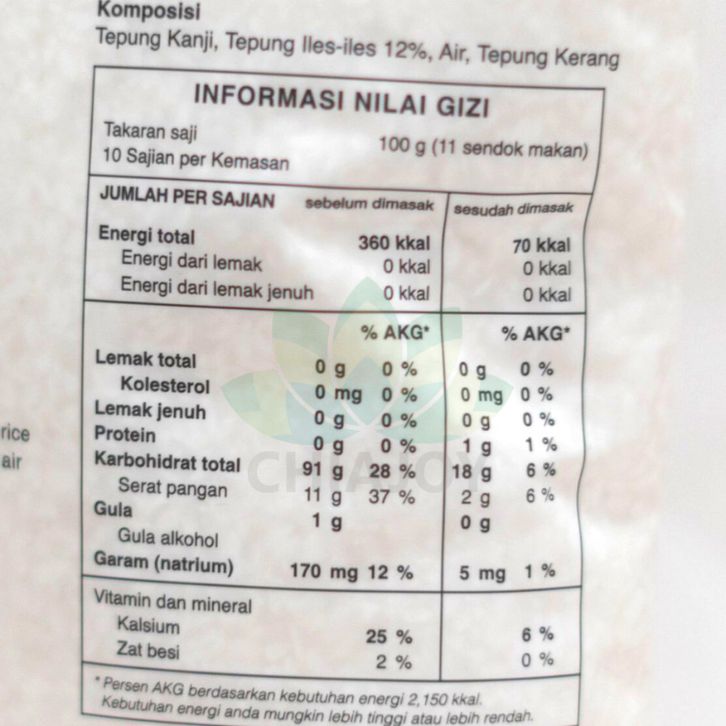 Komposisi
Tepung Kanji, Tepung Iles-iles 12%, Air, Tepung Kerang
INFORMASI NILAI GIZI
Takaran saji 100 g (11 sendok makan)
10 Sajian per Kemasan
JUMLAH PER SAJIAN sebelum dimasak sesudah dimasak
Energi total 360 kkal 70 kkal
Energi dari lemak 0 kkal 0 kkal
Energi dari lemak jenuh 0 kkal 0 kkal
% AKG* % AKG*
Lemak total 0 g 0 % 0 g 0 %
Kolesterol 0 mg 0 % 0 mg 0 %
Lemak jenuh 0 g 0 % 0 g 0 %
Protein 0 g 0 % 1 g 1 %
Karbohidrat total 91 g 28 % 18 g 6 %
Serat pangan 11 g 37 % 2 g 6 %
Gula 1 g 0 g
Gula alkohol
Garam (natrium) 170 mg 12 % 5 mg 1 %
Vitamin dan mineral
Kalsium 25 % 6 %
Zat besi 2 % 0 %
* Persen AKG berdasarkan kebutuhan energi 2,150 kkal.
Kebutuhan energi anda mungkin lebih tinggi atau lebih rendah.
rice
air
CHIAJOY